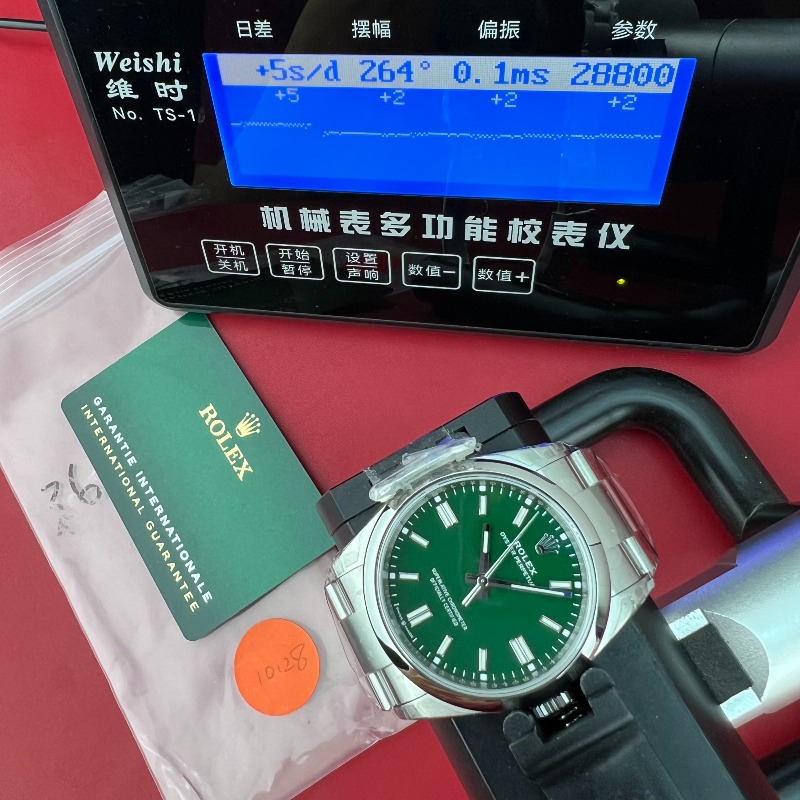 日差 摆幅 偏振 参数
Weishi
维时
No. TS-1
+5s/d 264° 0.1ms 28800
+5 +2 +2 +2
机械表多功能校表仪
开机 关机
开始 暂停
设置 声响
数值−
数值+
ROLEX
GARANTIE INTERNATIONALE
INTERNATIONAL GUARANTEE
26
10.28
ROLEX
OYSTER PERPETUAL
SUPERLATIVE CHRONOMETER
OFFICIALLY CERTIFIED